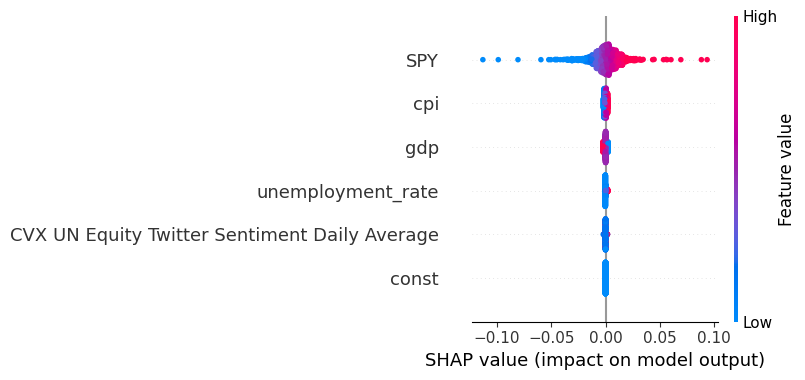 High
SPY
cpi
gdp
unemployment_rate
CVX UN Equity Twitter Sentiment Daily Average
const
Feature value
Low
−0.10 −0.05 0.00 0.05 0.10
SHAP value (impact on model output)